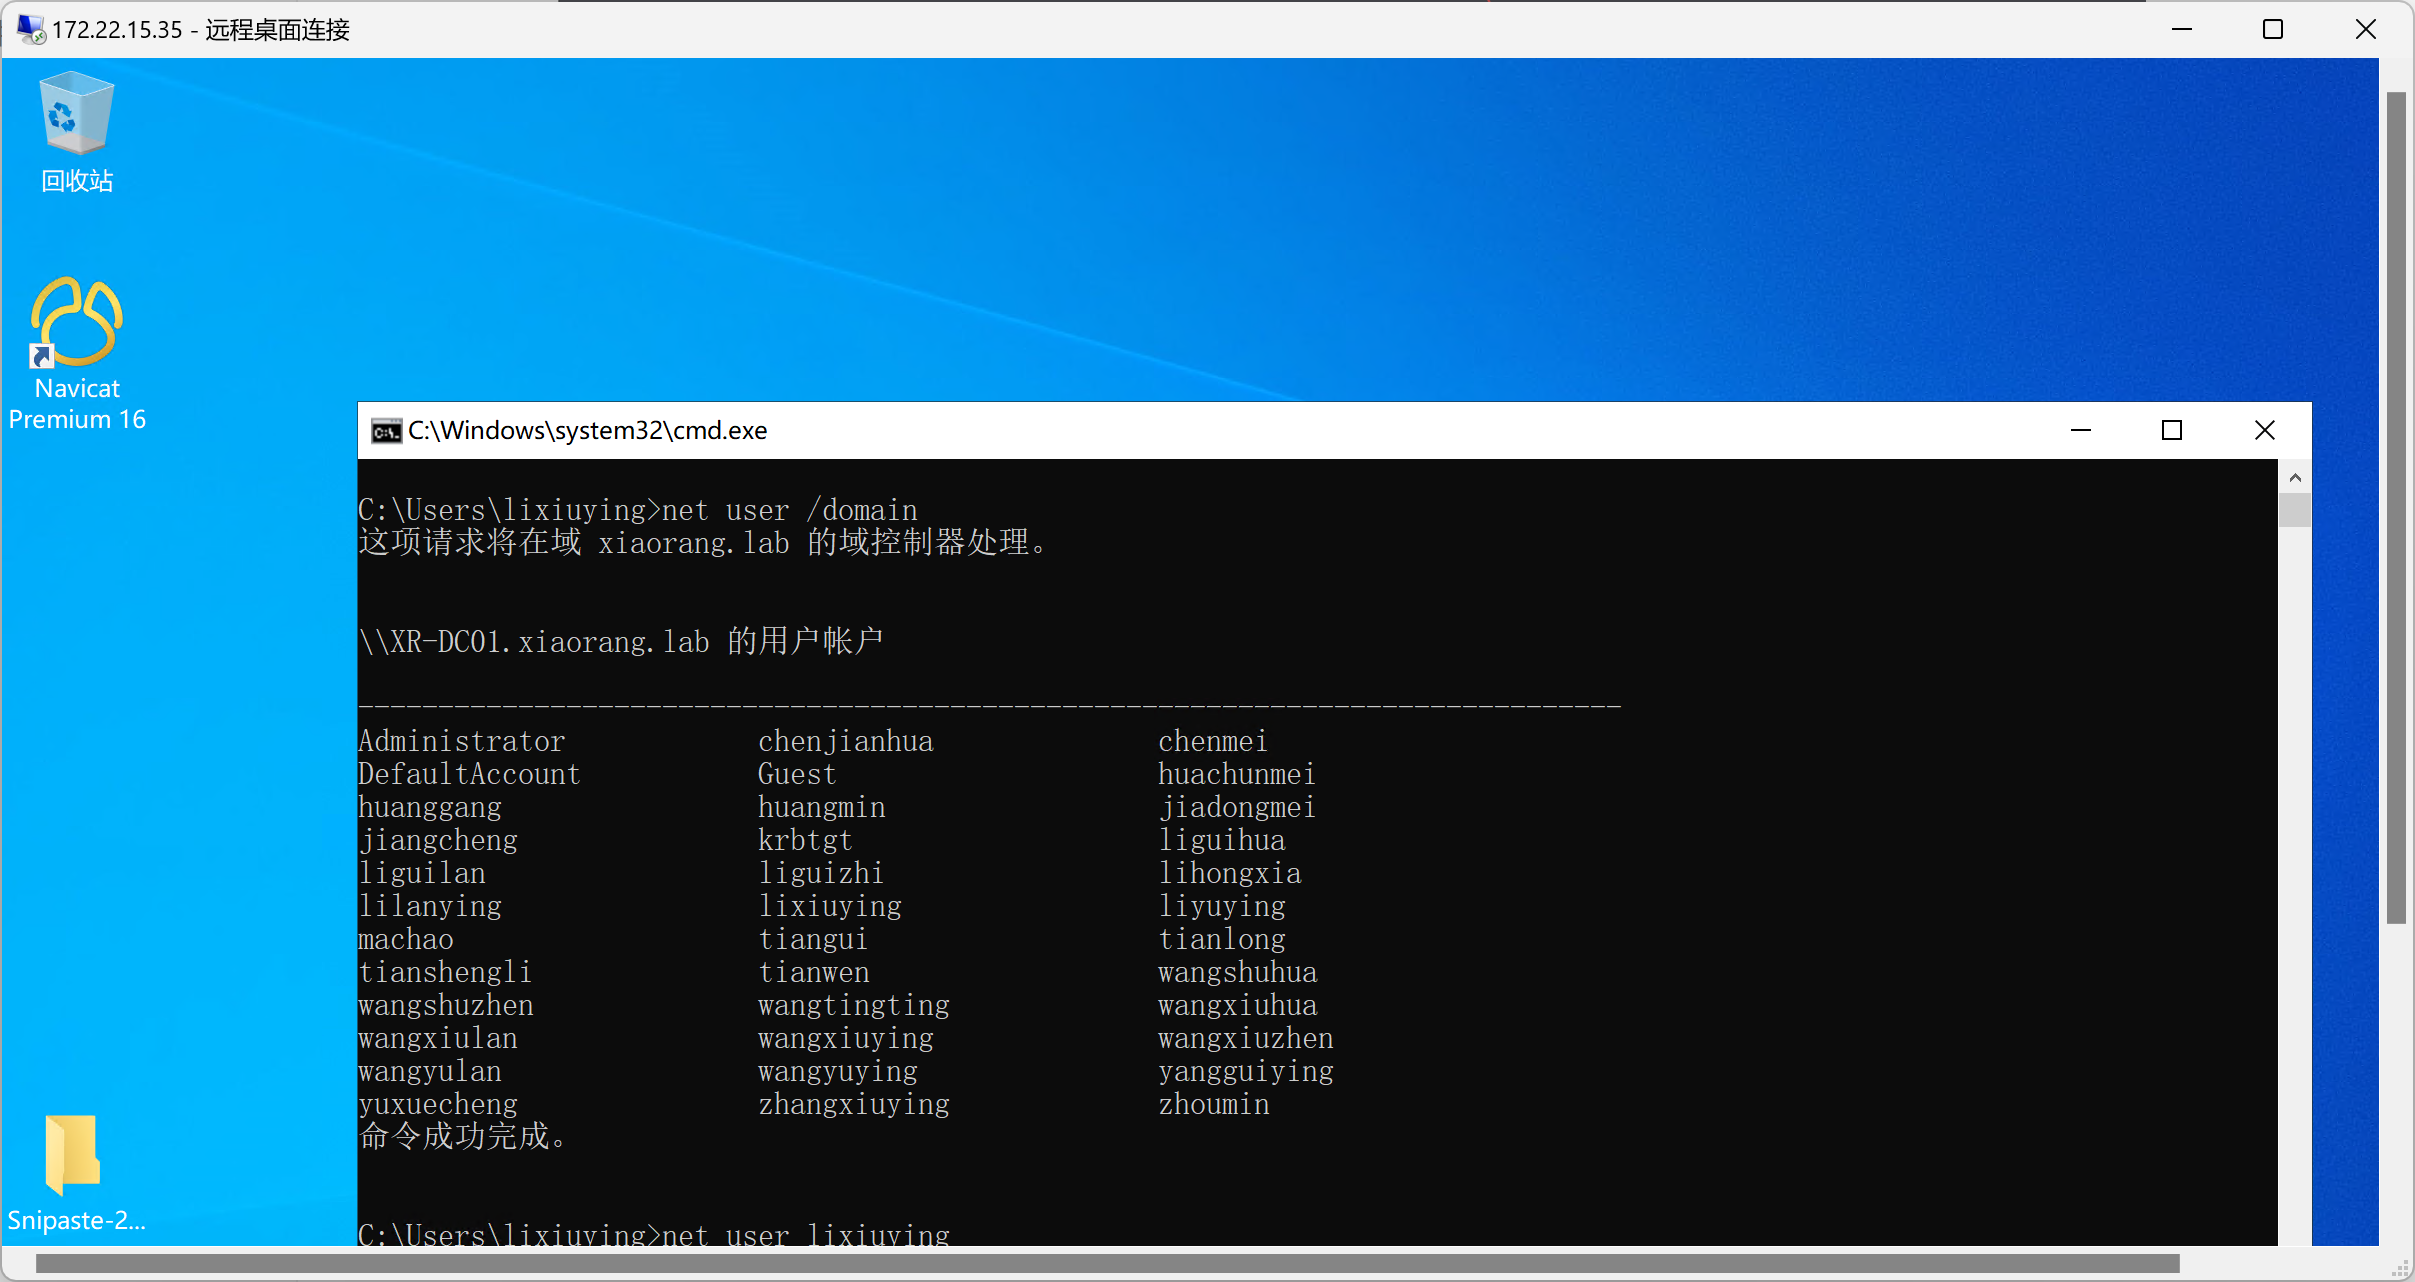 172.22.15.35 - 远程桌面连接
回收站
Navicat
Premium 16
C:\Windows\system32\cmd.exe
C:\Users\lixiuying>net user /domain
这项请求将在域 xiaorang.lab 的域控制器处理。
\\XR-DC01.xiaorang.lab 的用户帐户
-------------------------------------------------------------------------------
Administrator chenjianhua chenmei
DefaultAccount Guest huachunmei
huanggang huangmin jiadongmei
jiangcheng krbtgt liguihua
liguilan liguizhi lihongxia
lilanying lixiuying liyuying
machao tiangui tianlong
tianshengli tianwen wangshuhua
wangshuzhen wangtingting wangxiuhua
wangxiulan wangxiuying wangxiuzhen
wangyulan wangyuying yangguiying
yuxuecheng zhangxiuying zhoumin
命令成功完成。
C:\Users\lixiuying>net user lixiuying
Snipaste-2...